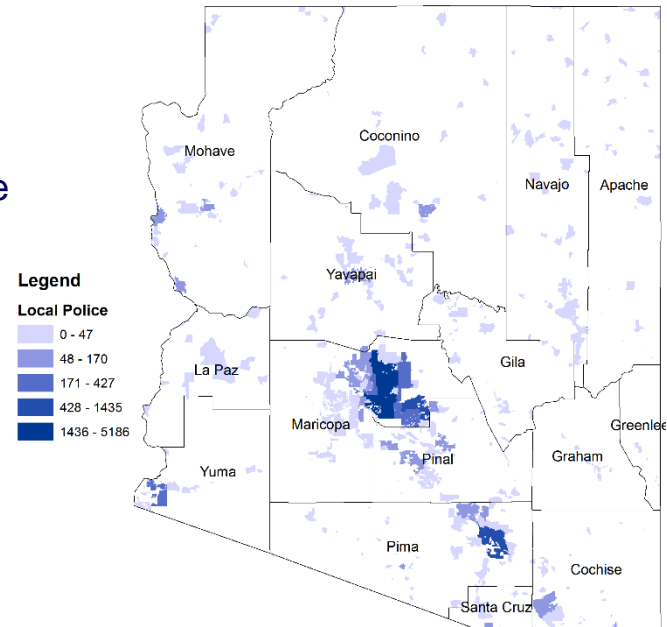 e
Coconino
Mohave
Navajo
Apache
Yavapai
Legend
Local Police
0 - 47
48 - 170
171 - 427
428 - 1435
1436 - 5186
La Paz
Gila
Maricopa
Greenlee
Yuma
Pinal
Graham
Pima
Cochise
Santa Cruz